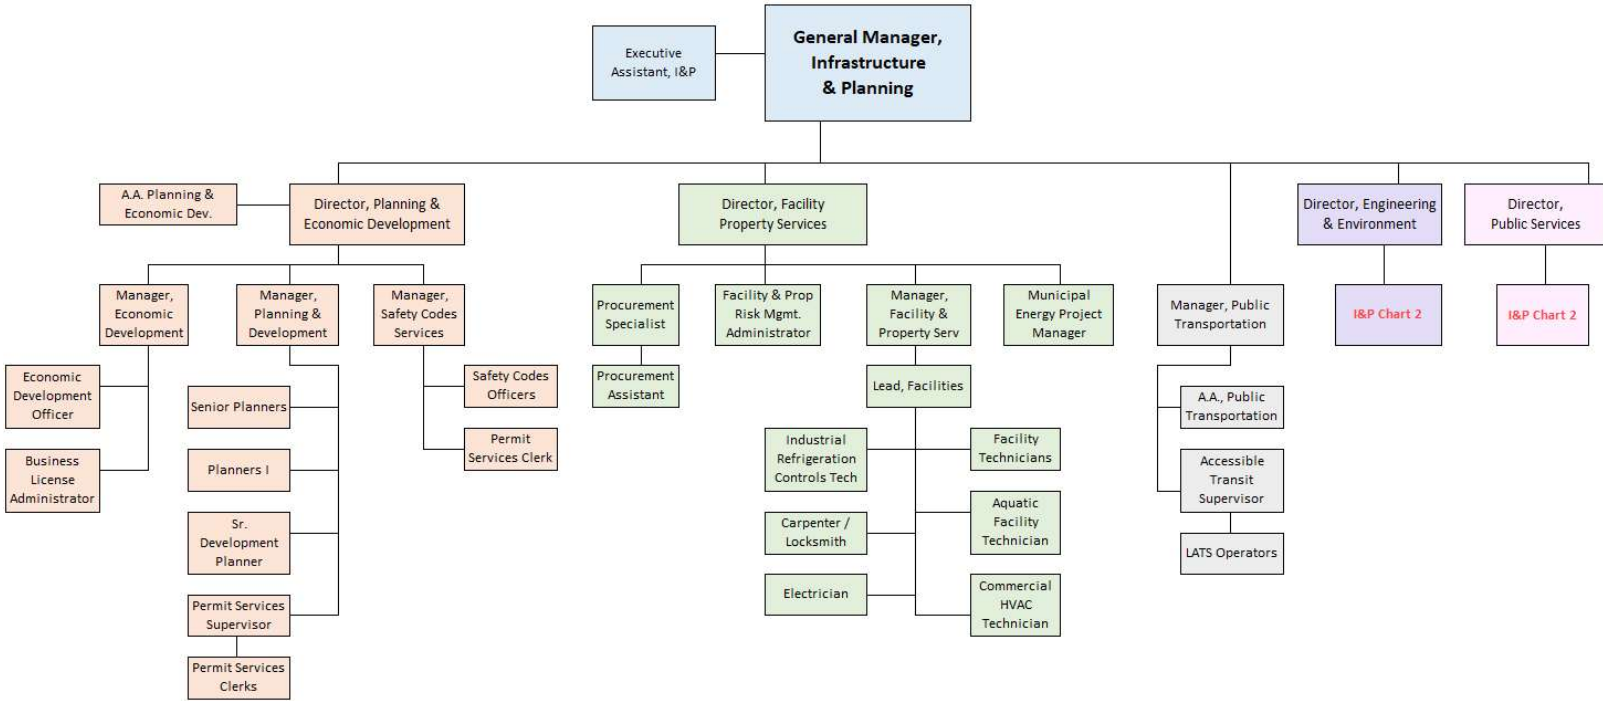 General Manager,
Infrastructure
& Planning
Executive
Assistant, I&P
A.A. Planning &
Economic Dev.
Director, Planning &
Economic Development
Director, Facility
Property Services
Director, Engineering
& Environment
Director,
Public Services
Manager,
Economic
Development
Manager,
Planning &
Development
Manager,
Safety Codes
Services
Procurement
Specialist
Facility & Prop
Risk Mgmt.
Administrator
Manager,
Facility &
Property Serv
Municipal
Energy Project
Manager
Manager, Public
Transportation
I&P Chart 2
I&P Chart 2
Economic
Development
Officer
Business
License
Administrator
Senior Planners
Planners I
Sr.
Development
Planner
Permit Services
Supervisor
Permit Services
Clerks
Safety Codes
Officers
Permit
Services Clerk
Procurement
Assistant
Lead, Facilities
Industrial
Refrigeration
Controls Tech
Facility
Technicians
Carpenter /
Locksmith
Aquatic
Facility
Technician
Electrician
Commercial
HVAC
Technician
A.A., Public
Transportation
Accessible
Transit
Supervisor
LATS Operators